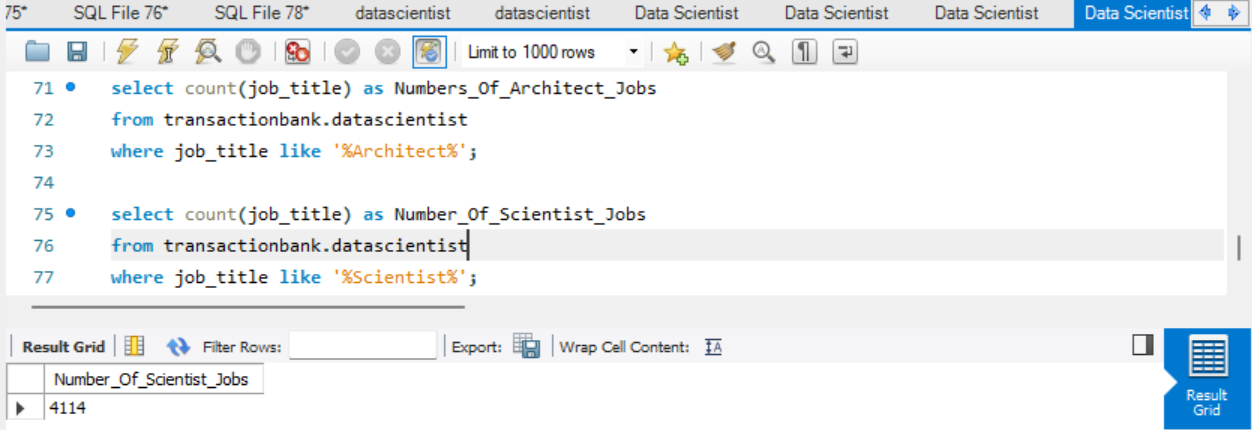 75* SQL File 76* SQL File 78* datascientist datascientist Data Scientist Data Scientist Data Scientist Data Scientist
Limit to 1000 rows
71 select count(job_title) as Numbers_Of_Architect_Jobs
72 from transactionbank.datascientist
73 where job_title like '%Architect%';
74
75 select count(job_title) as Number_Of_Scientist_Jobs
76 from transactionbank.datascientist
77 where job_title like '%Scientist%';
Result Grid Filter Rows: Export: Wrap Cell Content: IA
Number_Of_Scientist_Jobs
4114
Result
Grid